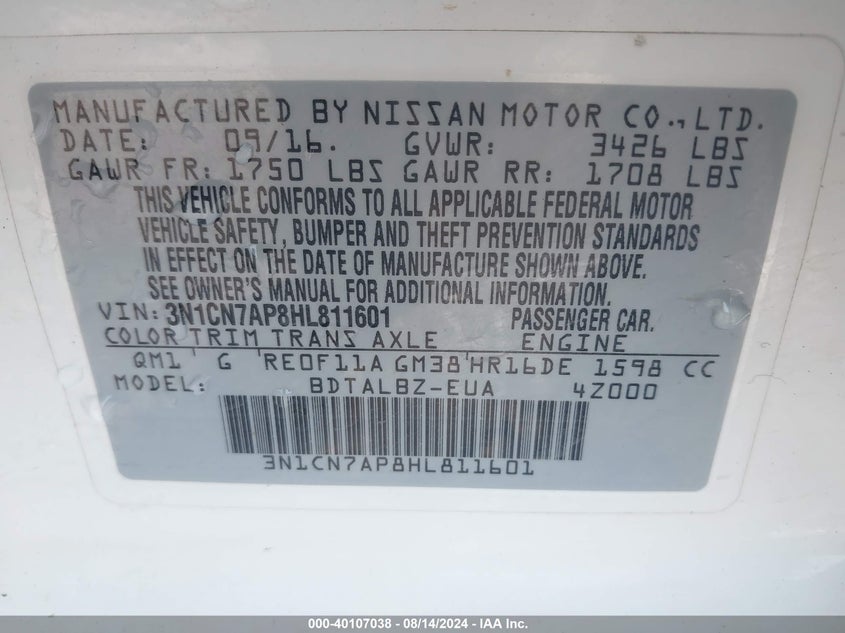 MANUFACTURED BY NISSAN MOTOR CO., LTD.
DATE: 09/16. GVWR: 3426 LBS
GAWR FR: 1750 LBS GAWR RR: 1708 LBS
THIS VEHICLE CONFORMS TO ALL APPLICABLE FEDERAL MOTOR
VEHICLE SAFETY, BUMPER AND THEFT PREVENTION STANDARDS
IN EFFECT ON THE DATE OF MANUFACTURE SHOWN ABOVE.
SEE OWNER'S MANUAL FOR ADDITIONAL INFORMATION.
VIN: 3N1CN7AP8HL811601 PASSENGER CAR.
COLOR TRIM TRANS AXLE ENGINE
QM1 G RE0F11A GM38 HR16DE 1598 CC
MODEL: BDTALBZ-EUA 4Z000
3N1CN7AP8HL811601
000-40107038 - 08/14/2024 - IAA Inc.